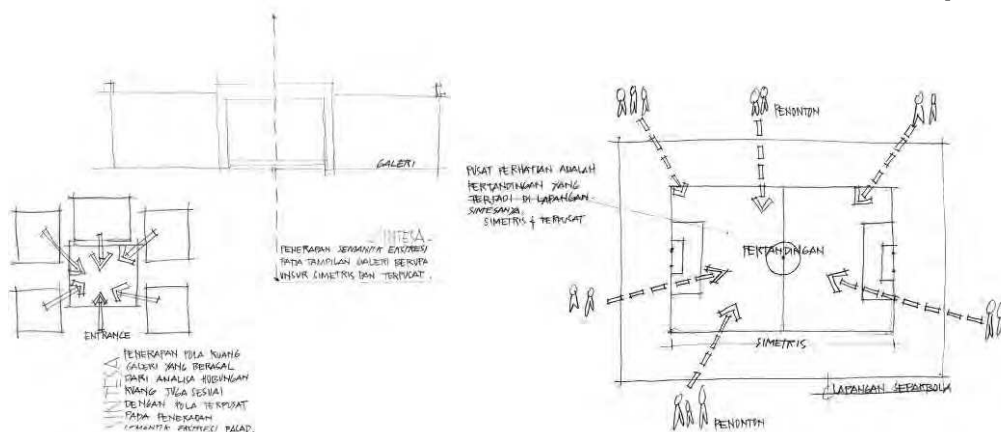 GALERI
SINTESA
PENERAPAN SEMANTIK EKSPRESI
PADA TAMPILAN GALERI BERUPA
UNSUR SIMETRIS DAN TERPUSAT.
ENTRANCE
SINTESA
PENERAPAN POLA RUANG
GALERI YANG BERASAL
DARI ANALISA HUBUNGAN
RUANG JUGA SESUAI
DENGAN POLA TERPUSAT
PADA PENERAPAN
SEMANTIK EKSPRESI
PUSAT PERHATIAN ADALAH
PERTANDINGAN YANG
TERJADI DI LAPANGAN.
SIMETRIS & TERPUSAT
PENONTON
PERTANDINGAN
SIMETRIS
LAPANGAN SEPAKBOLA
PENONTON